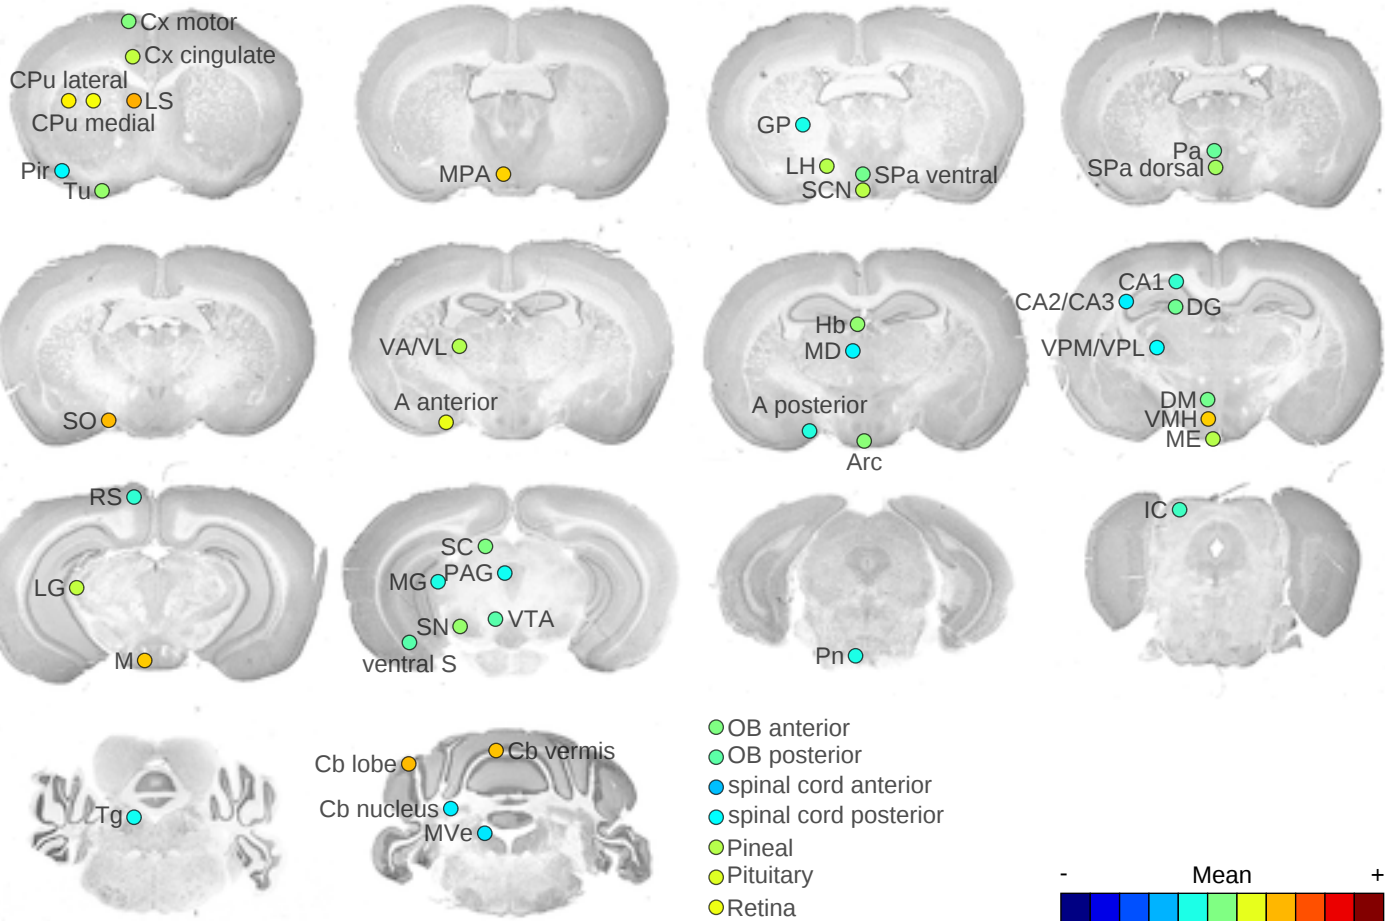 Cx motor
Cx cingulate
CPu lateral
LS
CPu medial
Pir
Tu
MPA
GP
LH
SPa ventral
SCN
Pa
SPa dorsal
SO
VA/VL
A anterior
Hb
MD
A posterior
Arc
CA1
CA2/CA3
DG
VPM/VPL
DM
VMH
ME
RS
LG
M
SC
MG
PAG
SN
VTA
ventral S
Pn
IC
Tg
Cb lobe
Cb vermis
Cb nucleus
MVe
OB anterior
OB posterior
spinal cord anterior
spinal cord posterior
Pineal
Pituitary
Retina
- Mean +